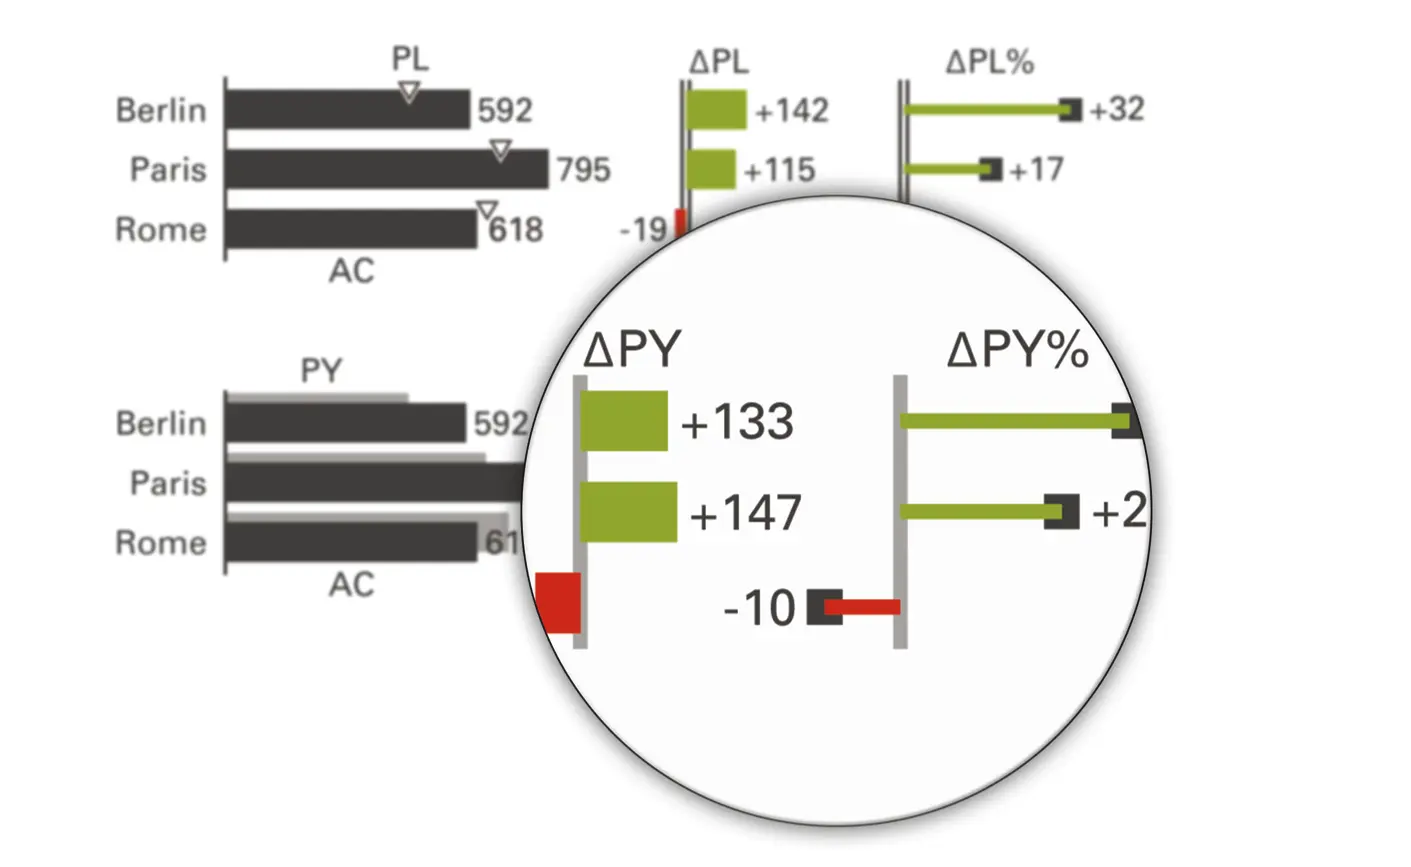 PL ΔPL ΔPL%
Berlin 592 +142 +32
Paris 795 +115 +17
Rome 618 -19
AC
PY ΔPY ΔPY%
Berlin 592 +133
Paris +147 +2
Rome 61 -10
AC